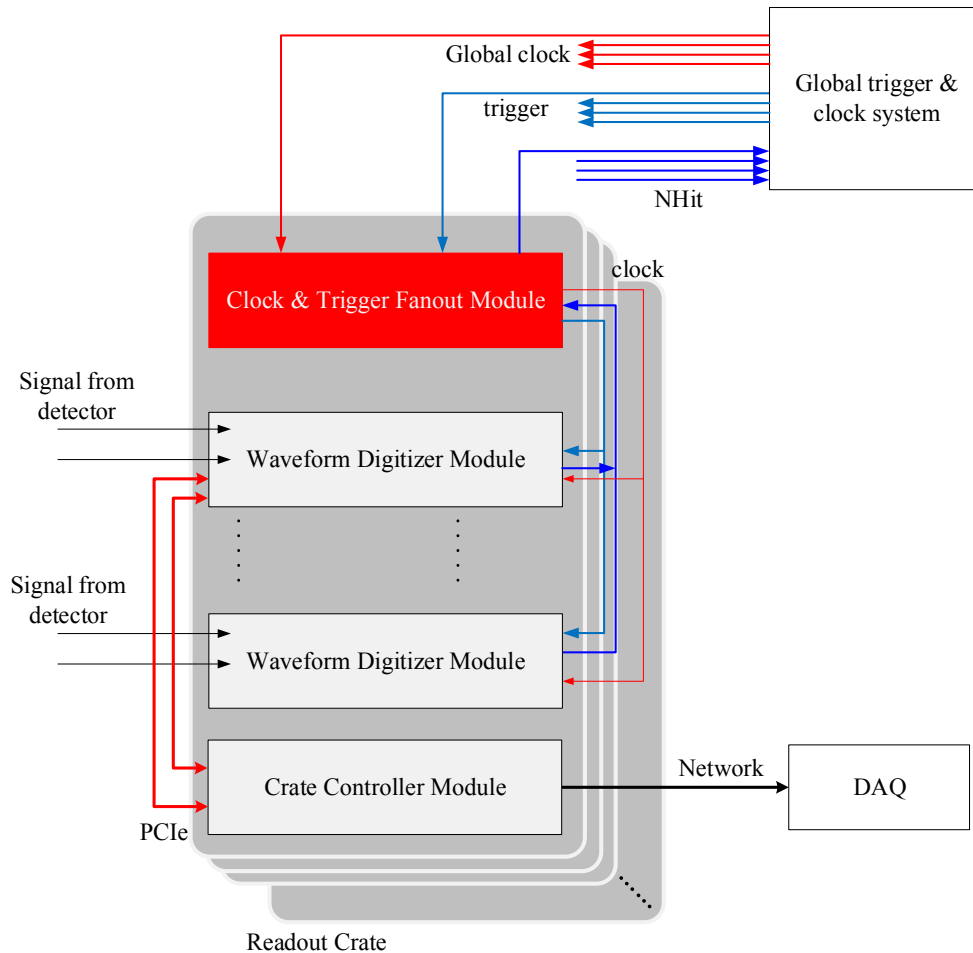 Global clock
Global trigger &
clock system
trigger
NHit
clock
Clock & Trigger Fanout Module
Signal from
detector
Waveform Digitizer Module
Signal from
detector
Waveform Digitizer Module
Crate Controller Module
Network
DAQ
PCIe
Readout Crate